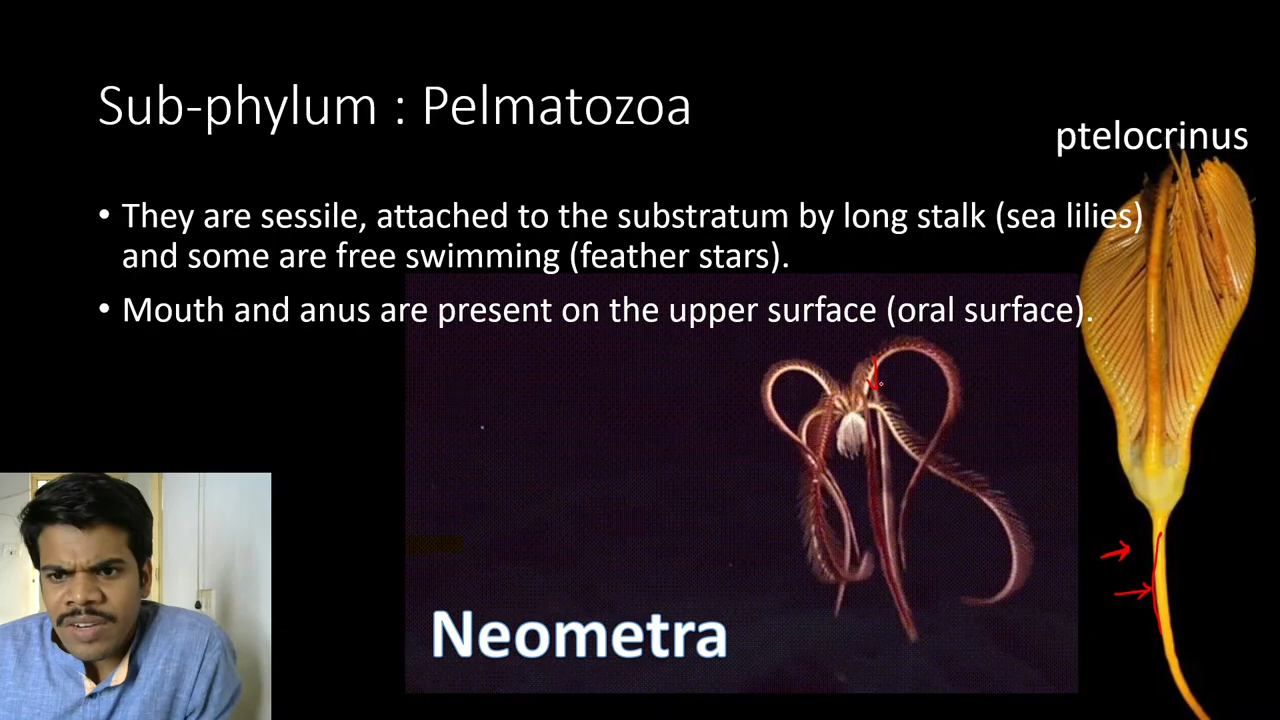 Sub-phylum : Pelmatozoa
ptelocrinus
• They are sessile, attached to the substratum by long stalk (sea lilies)
and some are free swimming (feather stars).
• Mouth and anus are present on the upper surface (oral surface).
Neometra